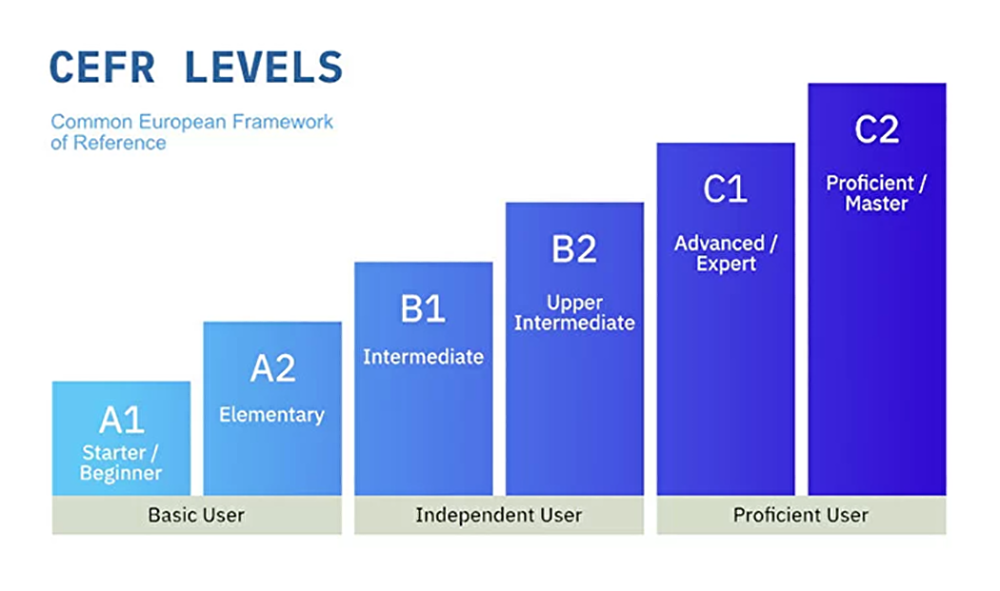 CEFR LEVELS
Common European Framework
of Reference
A1
Starter /
Beginner
A2
Elementary
B1
Intermediate
B2
Upper
Intermediate
C1
Advanced /
Expert
C2
Proficient /
Master
Basic User
Independent User
Proficient User